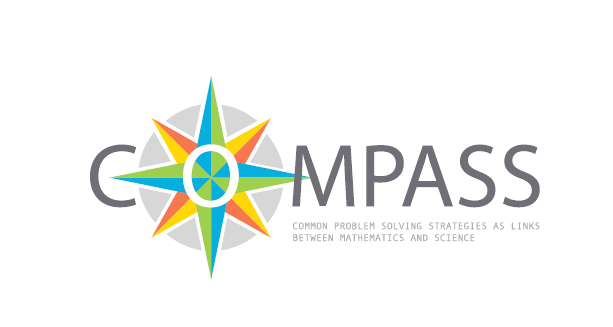 COMPASS
COMMON PROBLEM SOLVING STRATEGIES AS LINKS
BETWEEN MATHEMATICS AND SCIENCE